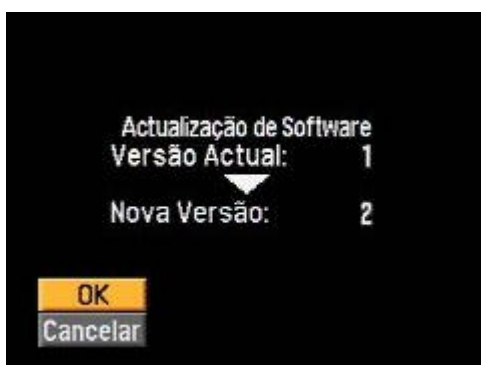 Actualização de Software
Versão Actual: 1
Nova Versão: 2
OK
Cancelar